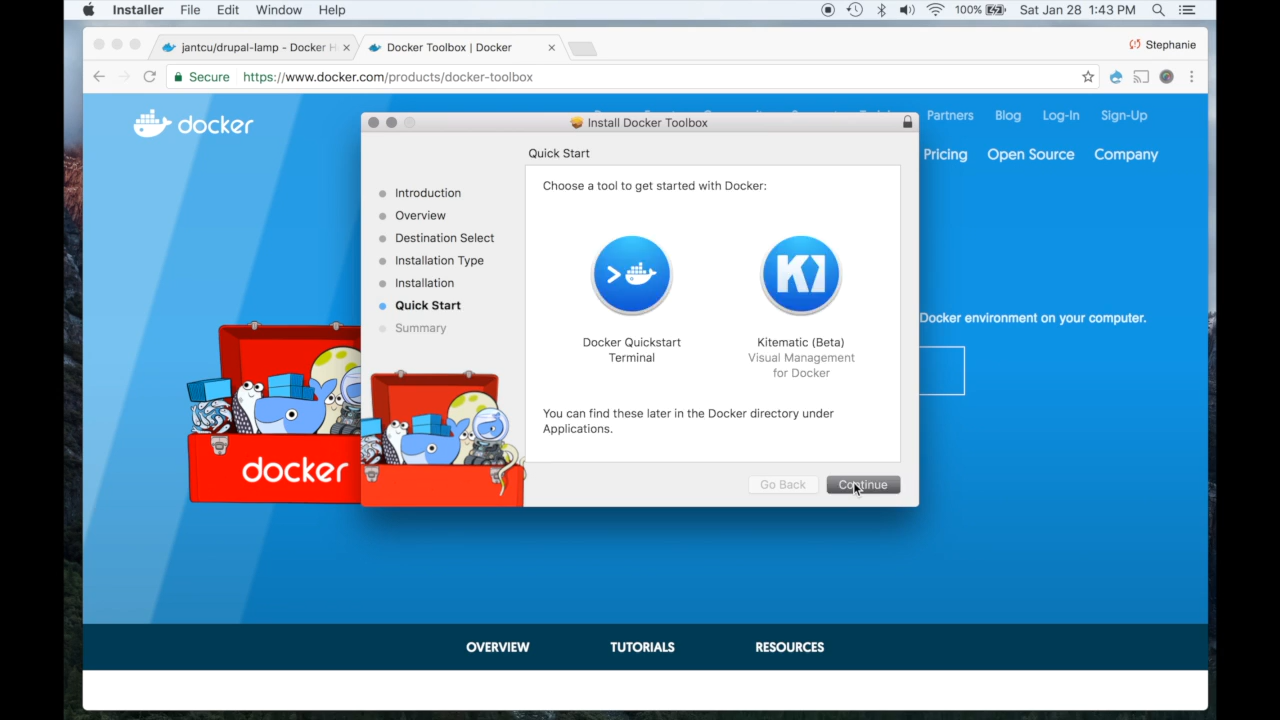 Installer File Edit Window Help
100% Sat Jan 28 1:43 PM
jantcu/drupal-lamp - Docker H
Docker Toolbox | Docker
Stephanie
Secure https://www.docker.com/products/docker-toolbox
docker
Partners Blog Log-In Sign-Up
Pricing Open Source Company
Install Docker Toolbox
Quick Start
Introduction
Overview
Destination Select
Installation Type
Installation
Quick Start
Summary
Choose a tool to get started with Docker:
Docker Quickstart
Terminal
Kitematic (Beta)
Visual Management
for Docker
You can find these later in the Docker directory under
Applications.
Go Back Continue
Docker environment on your computer.
docker
OVERVIEW TUTORIALS RESOURCES